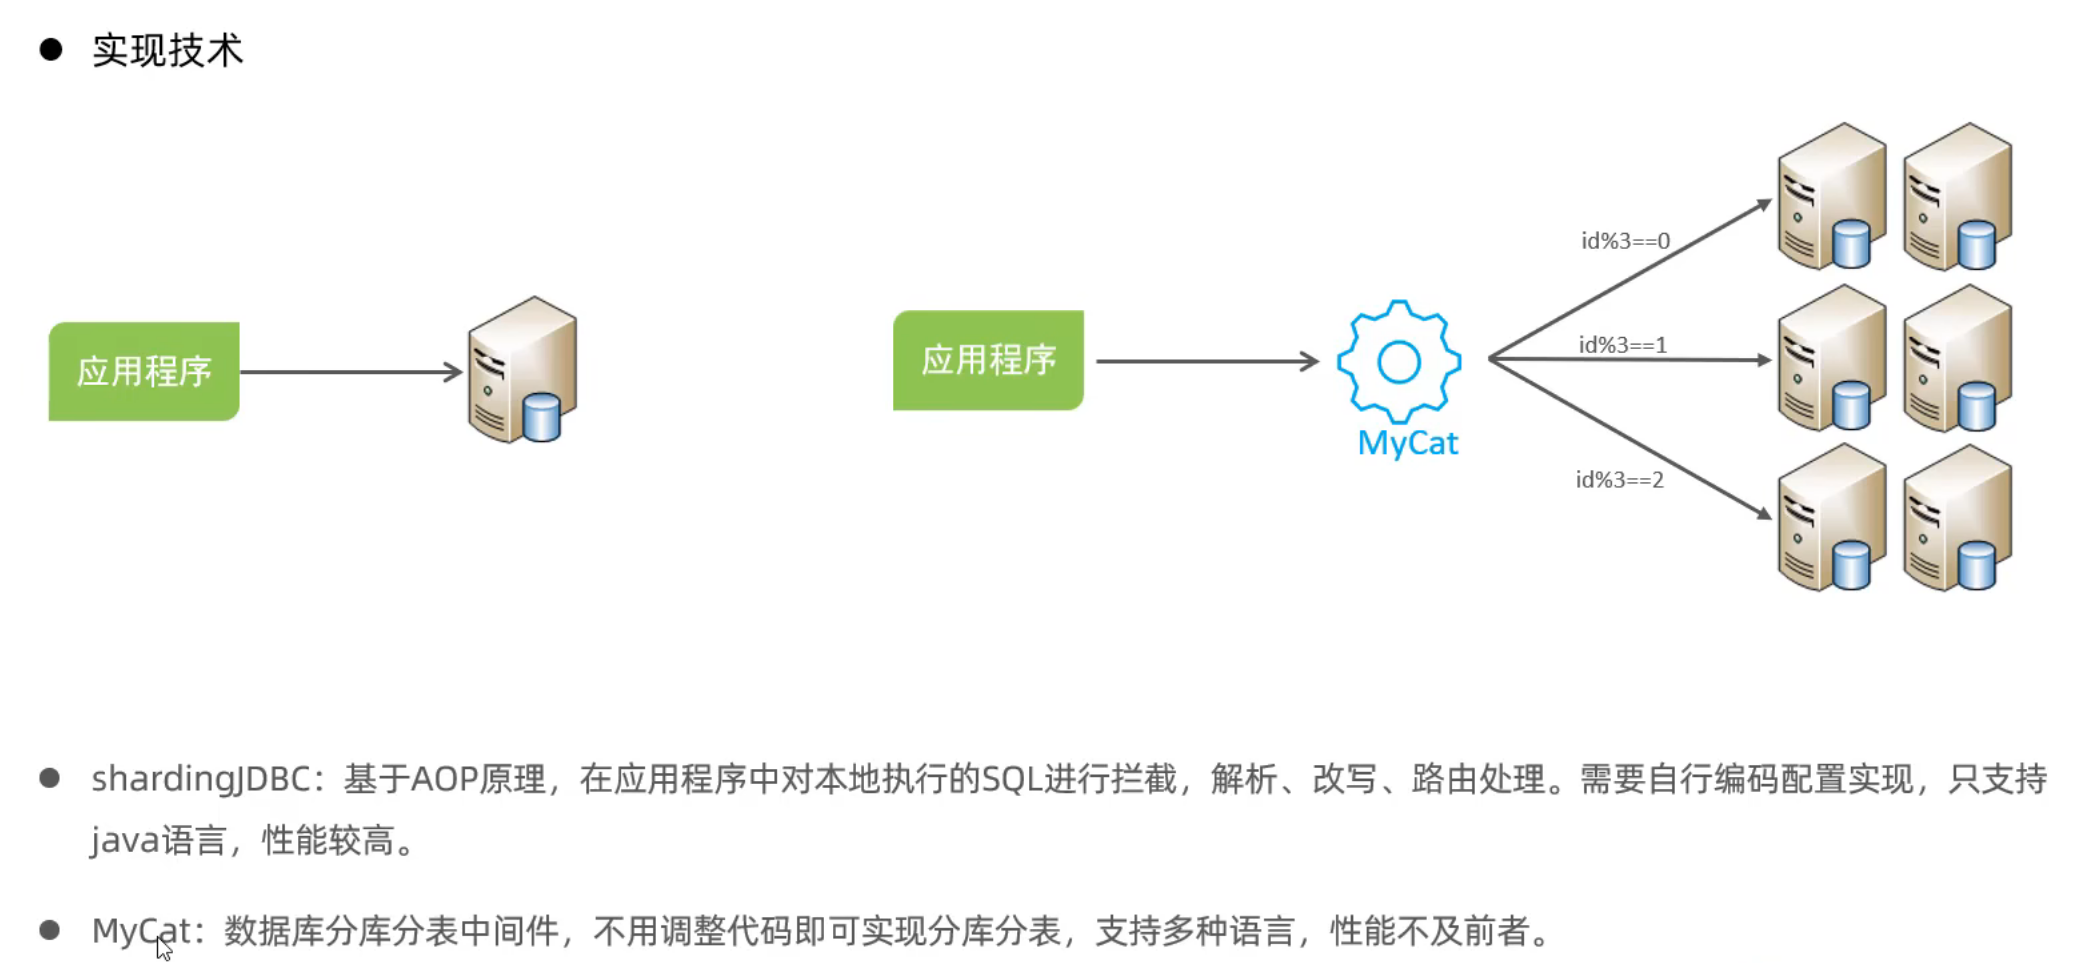 实现技术
id%3==0
应用程序
应用程序
id%3==1
MyCat
id%3==2
shardingJDBC：基于AOP原理，在应用程序中对本地执行的SQL进行拦截，解析、改写、路由处理。需要自行编码配置实现，只支持
java语言，性能较高。
MyCat：数据库分库分表中间件，不用调整代码即可实现分库分表，支持多种语言，性能不及前者。